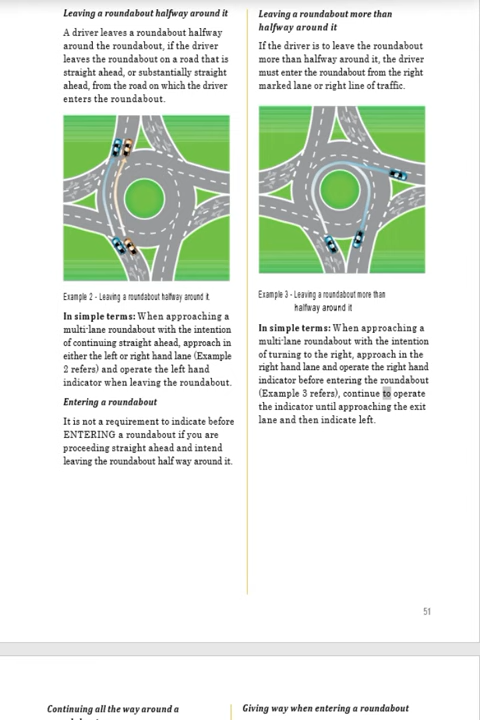 Leaving a roundabout halfway around it
A driver leaves a roundabout halfway
around the roundabout, if the driver
leaves the roundabout on a road that is
straight ahead, or substantially straight
ahead, from the road on which the driver
enters the roundabout.
Example 2 - Leaving a roundabout halfway around it.
In simple terms: When approaching a
multi-lane roundabout with the intention
of continuing straight ahead, approach in
either the left or right hand lane (Example
2 refers) and operate the left hand
indicator when leaving the roundabout.
Entering a roundabout
It is not a requirement to indicate before
ENTERING a roundabout if you are
proceeding straight ahead and intend
leaving the roundabout half way around it.
Leaving a roundabout more than
halfway around it
If the driver is to leave the roundabout
more than halfway around it, the driver
must enter the roundabout from the right
marked lane or right line of traffic.
Example 3 - Leaving a roundabout more than
halfway around it
In simple terms: When approaching a
multi-lane roundabout with the intention
of turning to the right, approach in the
right hand lane and operate the right hand
indicator before entering the roundabout
(Example 3 refers), continue to operate
the indicator until approaching the exit
lane and then indicate left.
51
Continuing all the way around a
Giving way when entering a roundabout